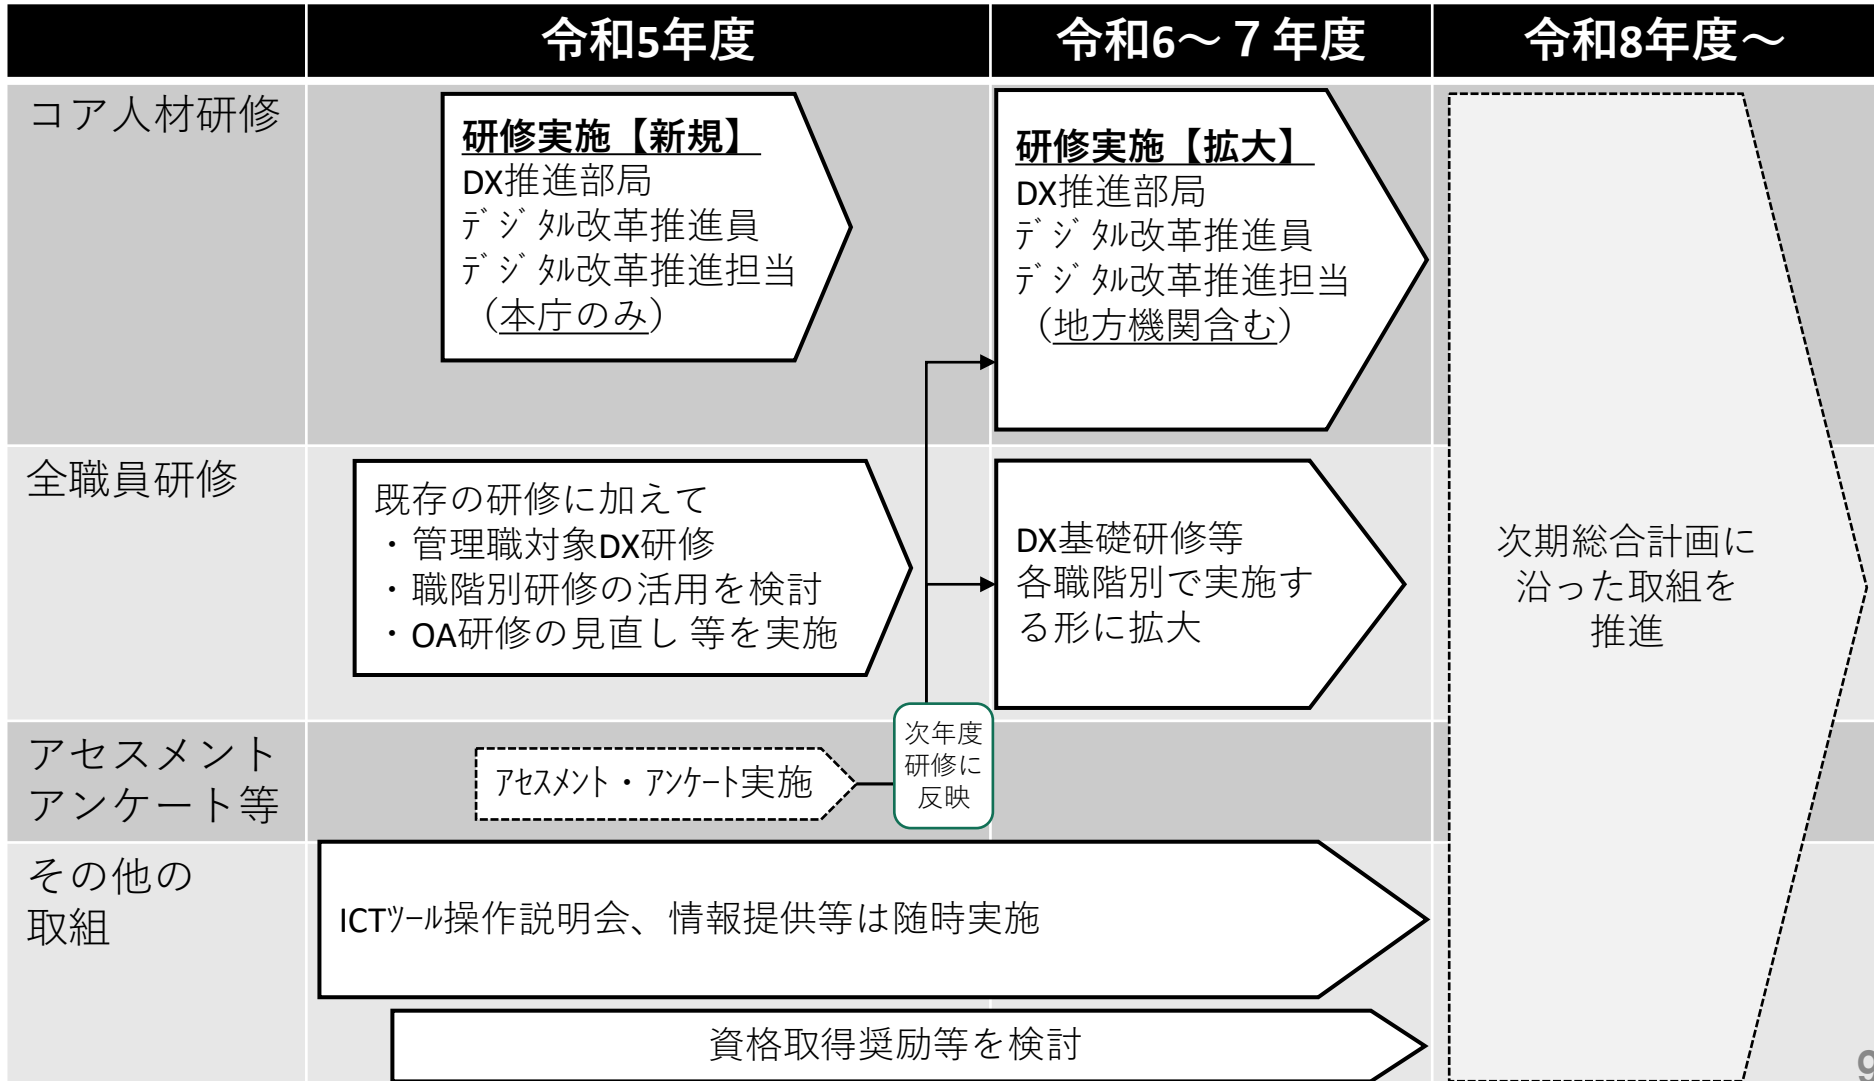 令和5年度
令和6～７年度
令和8年度～
コア人材研修
研修実施【新規】
DX推進部局
ﾃﾞｼﾞﾀﾙ改革推進員
ﾃﾞｼﾞﾀﾙ改革推進担当
（本庁のみ）
研修実施【拡大】
DX推進部局
ﾃﾞｼﾞﾀﾙ改革推進員
ﾃﾞｼﾞﾀﾙ改革推進担当
（地方機関含む）
全職員研修
既存の研修に加えて
・管理職対象DX研修
・職階別研修の活用を検討
・OA研修の見直し 等を実施
DX基礎研修等
各職階別で実施す
る形に拡大
次期総合計画に
沿った取組を
推進
アセスメント
アンケート等
ｱｾｽﾒﾝﾄ・ｱﾝｹｰﾄ実施
次年度
研修に
反映
その他の
取組
ICTﾂｰﾙ操作説明会、情報提供等は随時実施
資格取得奨励等を検討
9